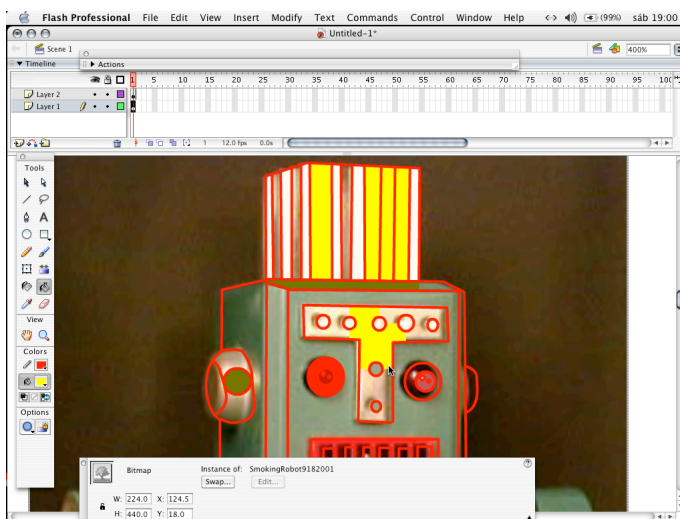 Flash Professional File Edit View Insert Modify Text Commands Control Window Help (99%) sáb 19:00
Untitled-1*
Scene 1 400%
Actions
Timeline
1 5 10 15 20 25 30 35 40 45 50 55 60 65 70 75 80 85 90 95 100
Layer 2
Layer 1
1 12.0 fps 0.0s
Tools
A
View
Colors
Options
Bitmap Instance of: SmokingRobot9182001
Swap... Edit...
W: 224.0 X: 124.5
H: 440.0 Y: 18.0